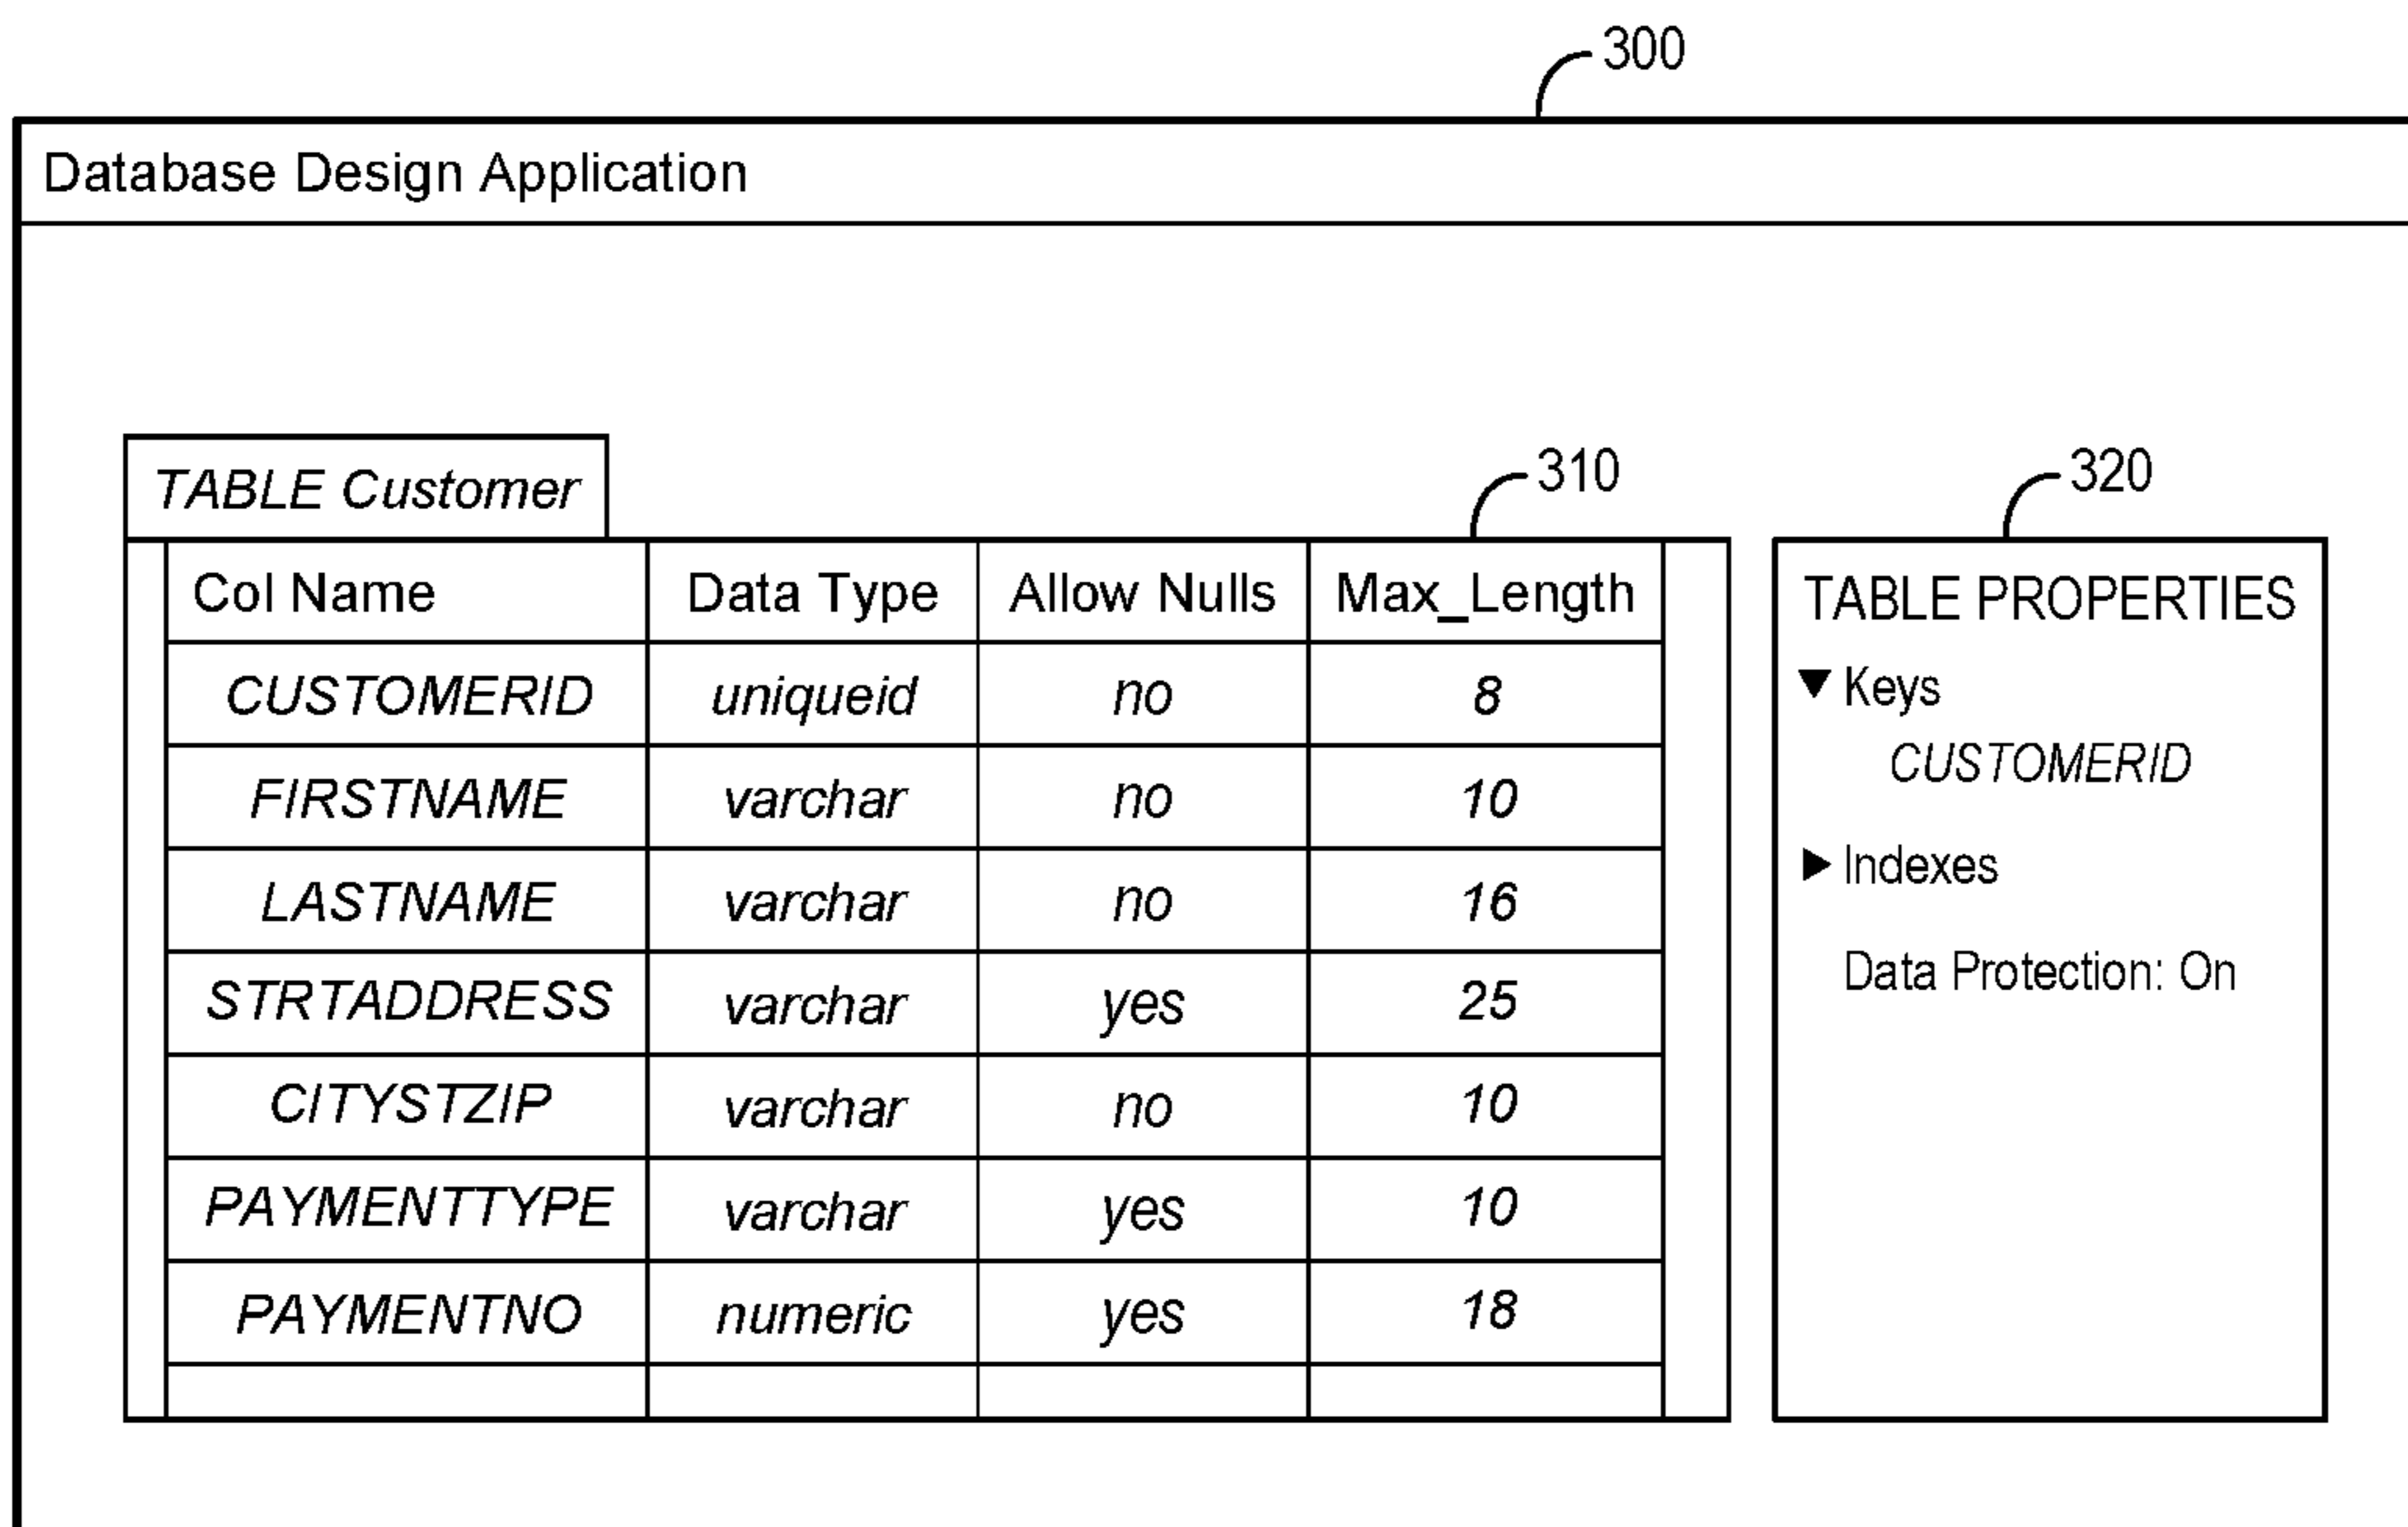 300
Database Design Application
TABLE Customer
310
320
Col Name Data Type Allow Nulls Max_Length
CUSTOMERID uniqueid no 8
FIRSTNAME varchar no 10
LASTNAME varchar no 16
STRTADDRESS varchar yes 25
CITYSTZIP varchar no 10
PAYMENTTYPE varchar yes 10
PAYMENTNO numeric yes 18
TABLE PROPERTIES
▼ Keys
CUSTOMERID
▶ Indexes
Data Protection: On